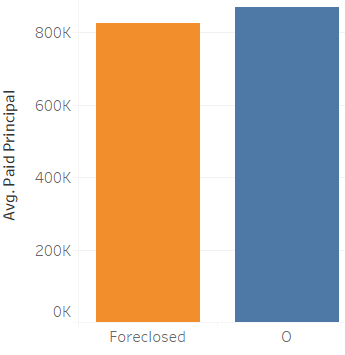 Avg. Paid Principal
800K
600K
400K
200K
0K
Foreclosed
O